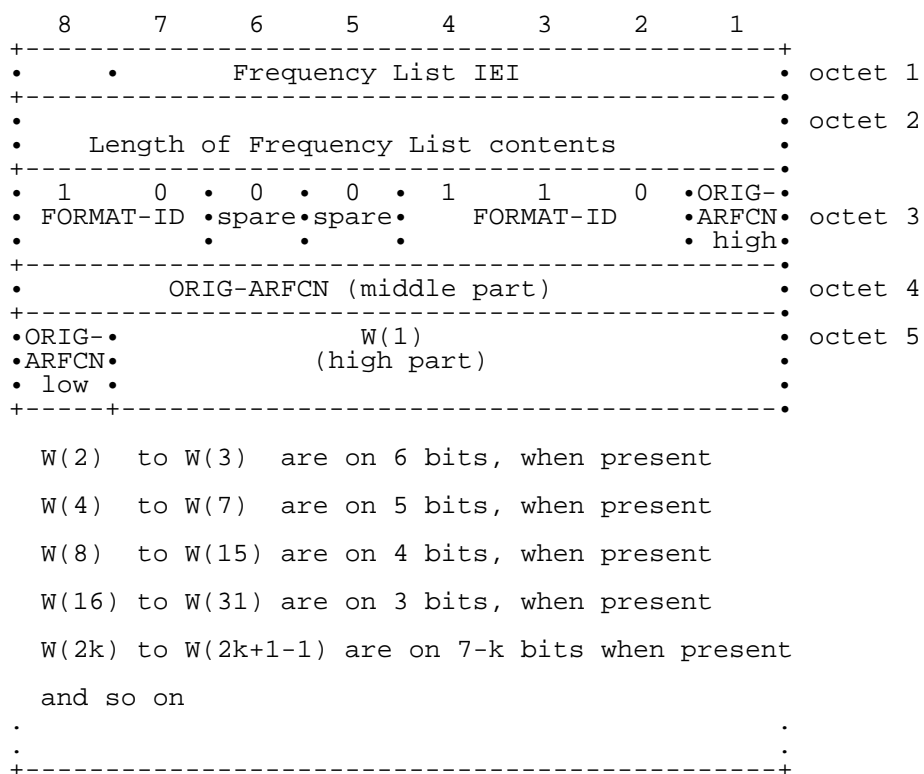 8 7 6 5 4 3 2 1
+-----------------------------------------------+
• • Frequency List IEI • octet 1
+-----------------------------------------------•
• • octet 2
• Length of Frequency List contents •
+-----------------------------------------------•
• 1 0 • 0 • 0 • 1 1 0 •ORIG-•
• FORMAT-ID •spare•spare• FORMAT-ID •ARFCN• octet 3
• • • • • high•
+-----------------------------------------------•
• ORIG-ARFCN (middle part) • octet 4
+-----------------------------------------------•
•ORIG-• W(1) • octet 5
•ARFCN• (high part) •
• low • •
+-----+-----------------------------------------•
W(2) to W(3) are on 6 bits, when present
W(4) to W(7) are on 5 bits, when present
W(8) to W(15) are on 4 bits, when present
W(16) to W(31) are on 3 bits, when present
W(2k) to W(2k+1-1) are on 7-k bits when present
and so on
. .
. .
+-----------------------------------------------+